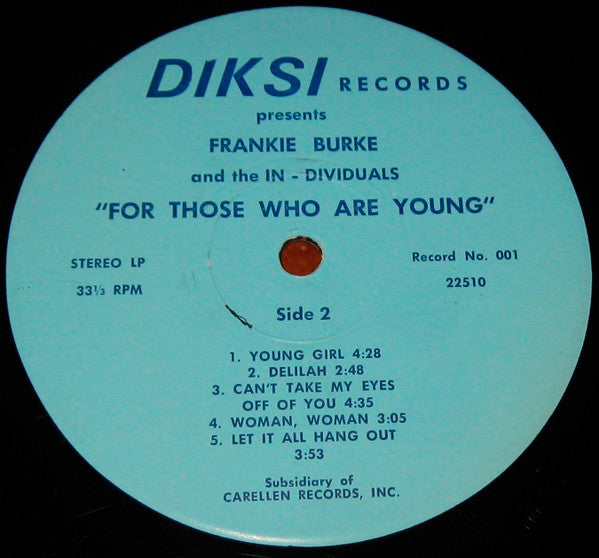 DIKSI RECORDS
presents
FRANKIE BURKE
and the IN - DIVIDUALS
"FOR THOSE WHO ARE YOUNG"
STEREO LP
33⅓ RPM
Record No. 001
22510
Side 2
1. YOUNG GIRL 4:28
2. DELILAH 2:48
3. CAN'T TAKE MY EYES
OFF OF YOU 4:35
4. WOMAN, WOMAN 3:05
5. LET IT ALL HANG OUT
3:53
Subsidiary of
CARELLEN RECORDS, INC.